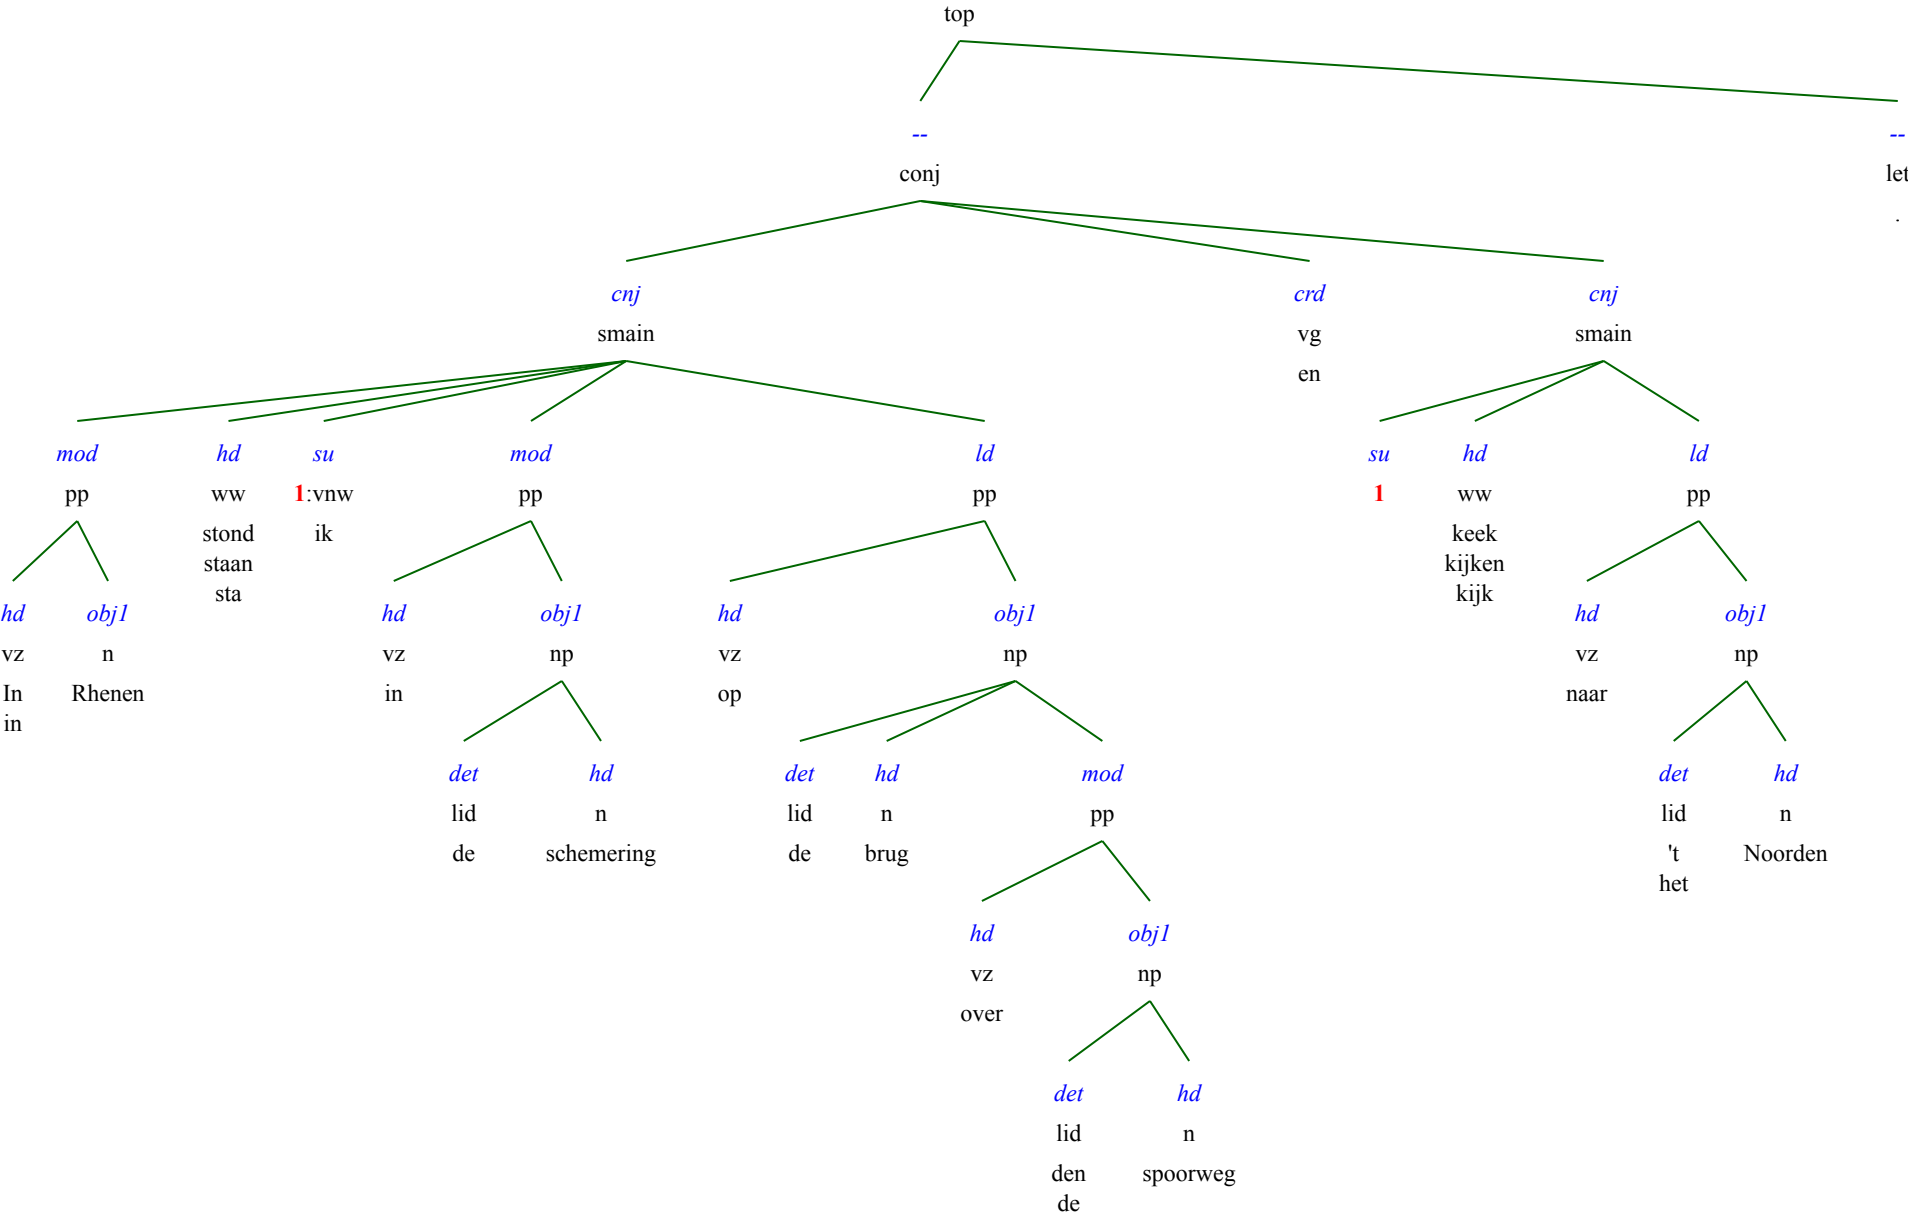 top
-- --
conj let
.
cnj crd cnj
smain vg smain
en
mod hd su mod ld su hd ld
pp ww 1:vnw pp pp 1 ww pp
stond ik keek
staan kijken
sta kijk
hd obj1 hd obj1 hd obj1 hd obj1
vz n vz np vz np vz np
In Rhenen in op naar
in
det hd det hd mod det hd
lid n lid n pp lid n
de schemering de brug 't Noorden
het
hd obj1
vz np
over
det hd
lid n
den spoorweg
de